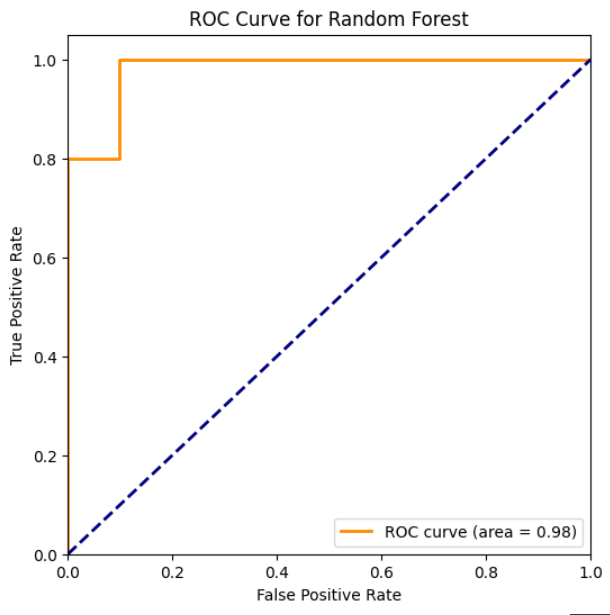 ROC Curve for Random Forest
1.0
0.8
0.6
0.4
0.2
0.0
True Positive Rate
0.0 0.2 0.4 0.6 0.8 1.0
False Positive Rate
ROC curve (area = 0.98)